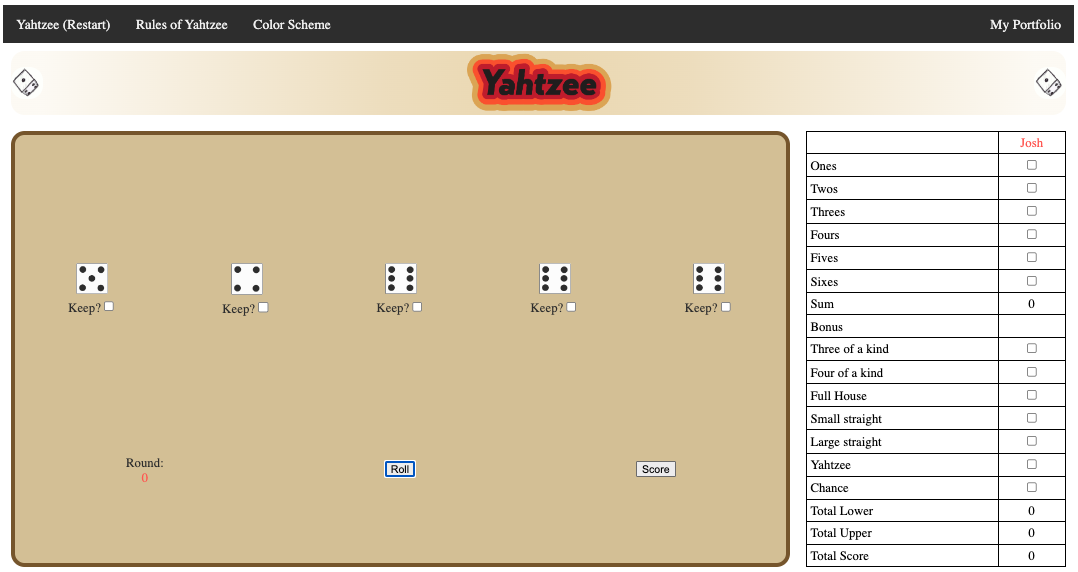 Yahtzee (Restart) Rules of Yahtzee Color Scheme My Portfolio
Yahtzee
Keep? Keep? Keep? Keep? Keep?
Round:
0
Roll Score
Josh
Ones
Twos
Threes
Fours
Fives
Sixes
Sum 0
Bonus
Three of a kind
Four of a kind
Full House
Small straight
Large straight
Yahtzee
Chance
Total Lower 0
Total Upper 0
Total Score 0